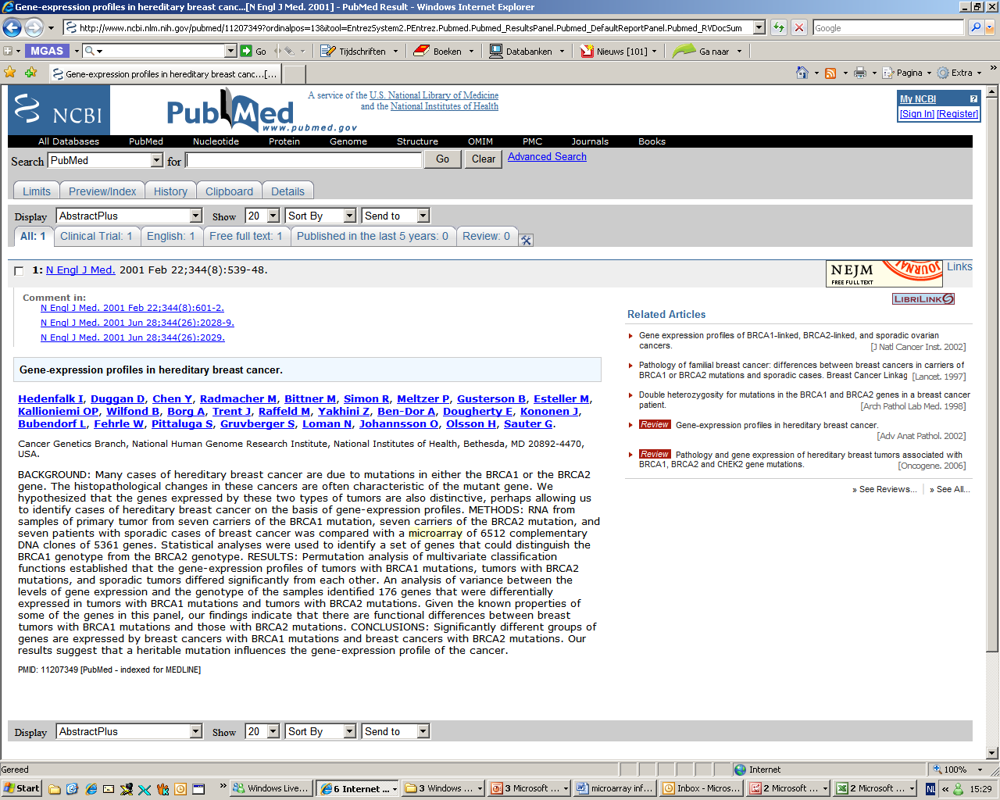 Gene-expression profiles in hereditary breast canc...[N Engl J Med. 2001] - PubMed Result - Windows Internet Explorer
http://www.ncbi.nlm.nih.gov/pubmed/11207349?ordinalpos=13&itool=EntrezSystem2.PEntrez.Pubmed.Pubmed_ResultsPanel.Pubmed_DefaultReportPanel.Pubmed_RVDocSum Google
MGAS Go Tijdschriften Boeken Databanken Nieuws [101] Ga naar
Gene-expression profiles in hereditary breast canc...[... Pagina Extra »
NCBI PubMed www.pubmed.gov
A service of the U.S. National Library of Medicine
and the National Institutes of Health
My NCBI ?
[Sign In] [Register]
All Databases PubMed Nucleotide Protein Genome Structure OMIM PMC Journals Books
Search PubMed for Go Clear Advanced Search
Limits Preview/Index History Clipboard Details
Display AbstractPlus Show 20 Sort By Send to
All: 1 Clinical Trial: 1 English: 1 Free full text: 1 Published in the last 5 years: 0 Review: 0
1: N Engl J Med. 2001 Feb 22;344(8):539-48.
NEJM JOURNAL Links
FREE FULL TEXT
LIBRILINKS
Comment in:
N Engl J Med. 2001 Feb 22;344(8):601-2.
N Engl J Med. 2001 Jun 28;344(26):2028-9.
N Engl J Med. 2001 Jun 28;344(26):2029.
Gene-expression profiles in hereditary breast cancer.
Hedenfalk I, Duggan D, Chen Y, Radmacher M, Bittner M, Simon R, Meltzer P, Gusterson B, Esteller M,
Kallioniemi OP, Wilfond B, Borg A, Trent J, Raffeld M, Yakhini Z, Ben-Dor A, Dougherty E, Kononen J,
Bubendorf L, Fehrle W, Pittaluga S, Gruvberger S, Loman N, Johannsson O, Olsson H, Sauter G.
Cancer Genetics Branch, National Human Genome Research Institute, National Institutes of Health, Bethesda, MD 20892-4470,
USA.
BACKGROUND: Many cases of hereditary breast cancer are due to mutations in either the BRCA1 or the BRCA2
gene. The histopathological changes in these cancers are often characteristic of the mutant gene. We
hypothesized that the genes expressed by these two types of tumors are also distinctive, perhaps allowing us
to identify cases of hereditary breast cancer on the basis of gene-expression profiles. METHODS: RNA from
samples of primary tumor from seven carriers of the BRCA1 mutation, seven carriers of the BRCA2 mutation, and
seven patients with sporadic cases of breast cancer was compared with a microarray of 6512 complementary
DNA clones of 5361 genes. Statistical analyses were used to identify a set of genes that could distinguish the
BRCA1 genotype from the BRCA2 genotype. RESULTS: Permutation analysis of multivariate classification
functions established that the gene-expression profiles of tumors with BRCA1 mutations, tumors with BRCA2
mutations, and sporadic tumors differed significantly from each other. An analysis of variance between the
levels of gene expression and the genotype of the samples identified 176 genes that were differentially
expressed in tumors with BRCA1 mutations and tumors with BRCA2 mutations. Given the known properties of
some of the genes in this panel, our findings indicate that there are functional differences between breast
tumors with BRCA1 mutations and those with BRCA2 mutations. CONCLUSIONS: Significantly different groups of
genes are expressed by breast cancers with BRCA1 mutations and breast cancers with BRCA2 mutations. Our
results suggest that a heritable mutation influences the gene-expression profile of the cancer.
PMID: 11207349 [PubMed - indexed for MEDLINE]
Related Articles
Gene expression profiles of BRCA1-linked, BRCA2-linked, and sporadic ovarian
cancers. [J Natl Cancer Inst. 2002]
Pathology of familial breast cancer: differences between breast cancers in carriers of
BRCA1 or BRCA2 mutations and sporadic cases. Breast Cancer Linkag [Lancet. 1997]
Double heterozygosity for mutations in the BRCA1 and BRCA2 genes in a breast cancer
patient. [Arch Pathol Lab Med. 1998]
Review Gene-expression profiles in hereditary breast cancer.
[Adv Anat Pathol. 2002]
Review Pathology and gene expression of hereditary breast tumors associated with
BRCA1, BRCA2 and CHEK2 gene mutations. [Oncogene. 2006]
» See Reviews... » See All...
Display AbstractPlus Show 20 Sort By Send to
Gereed Internet 100%
Start » Windows Live... 6 Internet ... 3 Windows ... 3 Microsoft ... microarray inf... Inbox - Micros... 2 Microsoft ... 2 Microsoft ... NL « 15:29